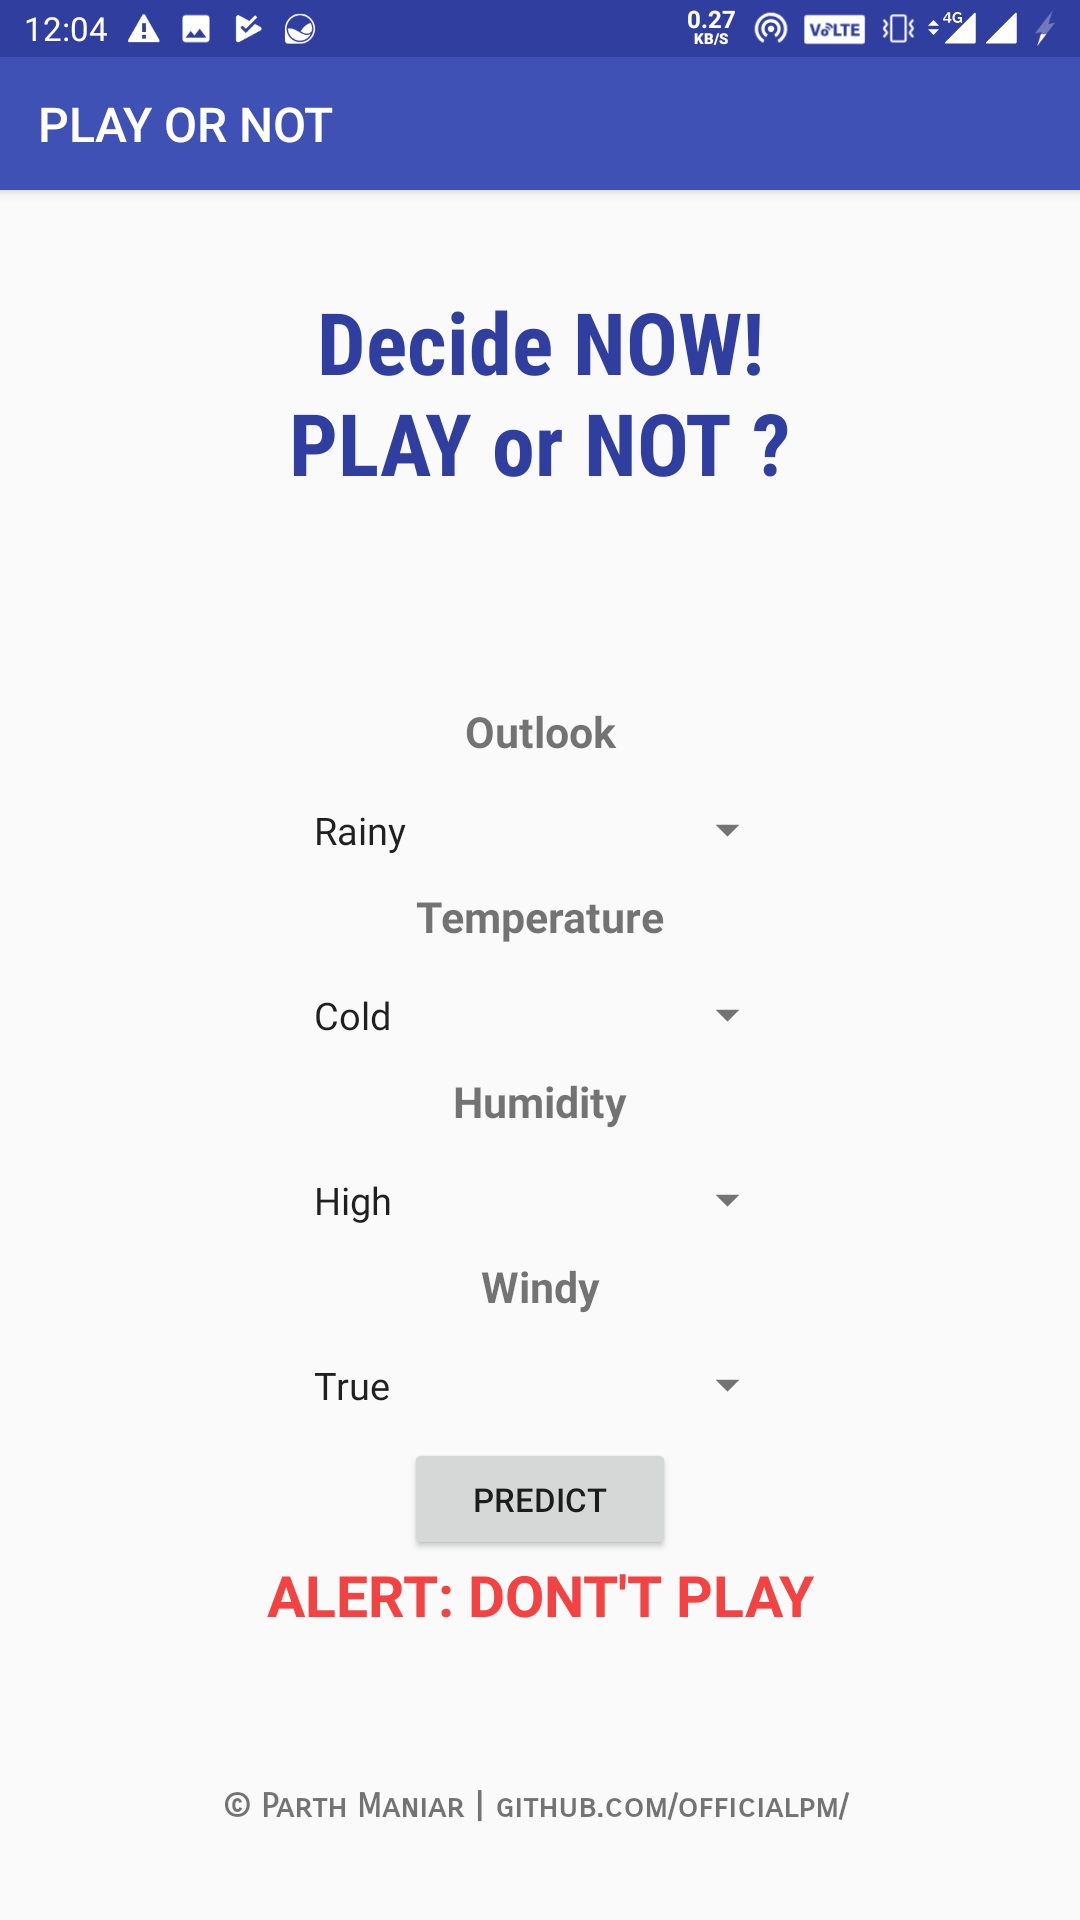 12:04
0.27
KB/S
VoLTE
4G
PLAY OR NOT
Decide NOW!
PLAY or NOT ?
Outlook
Rainy
Temperature
Cold
Humidity
High
Windy
True
PREDICT
ALERT: DONT'T PLAY
© Parth Maniar | github.com/officialpm/